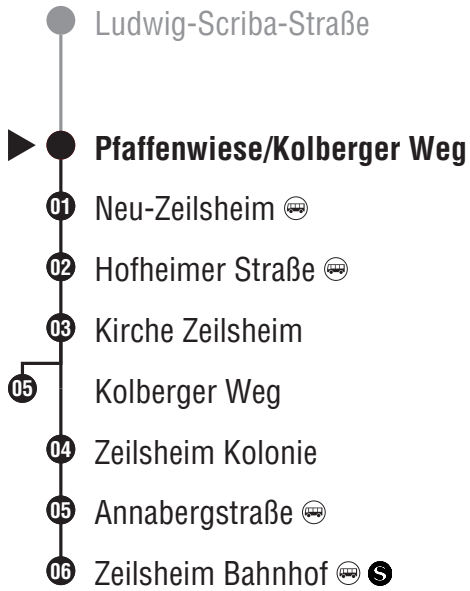 Ludwig-Scriba-Straße
Pfaffenwiese/Kolberger Weg
01 Neu-Zeilsheim
02 Hofheimer Straße
03 Kirche Zeilsheim
05 Kolberger Weg
04 Zeilsheim Kolonie
05 Annabergstraße
06 Zeilsheim Bahnhof S